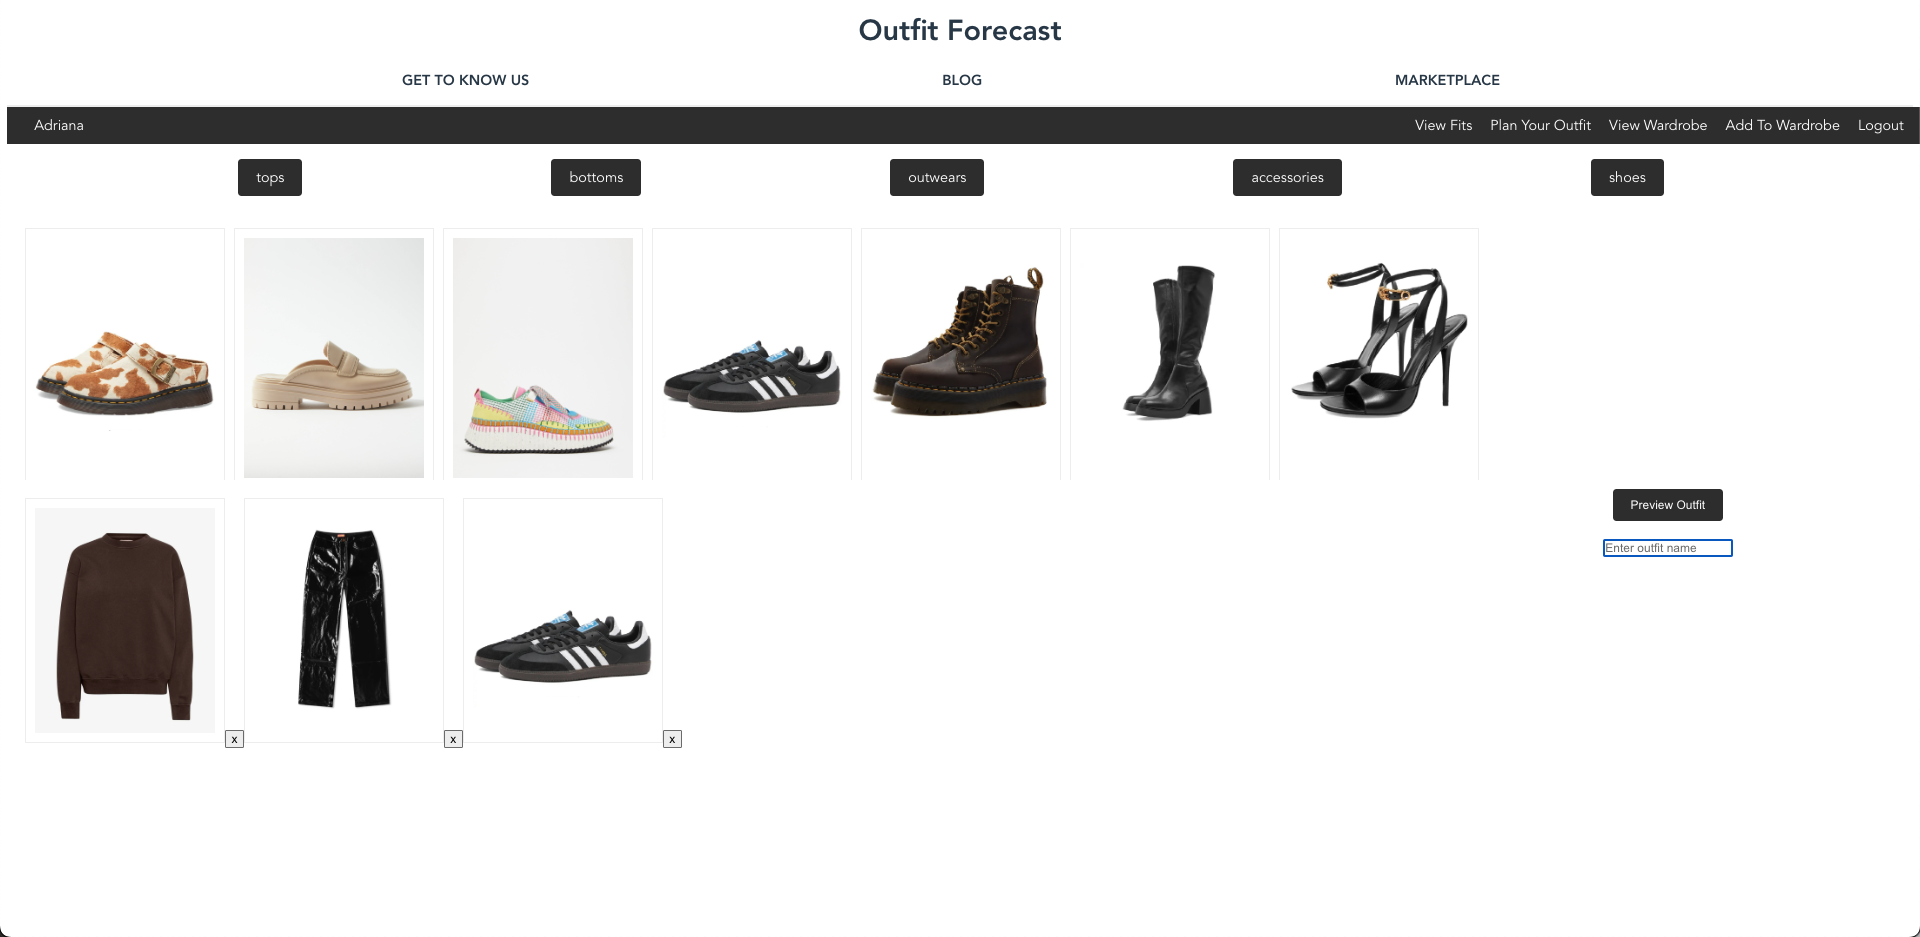 Outfit Forecast
GET TO KNOW US BLOG MARKETPLACE
Adriana View Fits Plan Your Outfit View Wardrobe Add To Wardrobe Logout
tops bottoms outwears accessories shoes
Preview Outfit
Enter outfit name
x x x